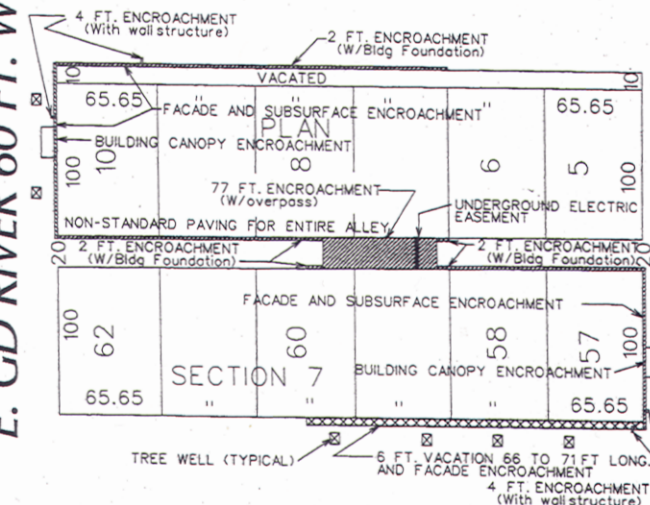 E. GD RIVER 60 FT. W
4 FT. ENCROACHMENT
(With wall structure)
2 FT. ENCROACHMENT
(W/Bldg Foundation)
10
VACATED
10
65.65
"
"
"
"
65.65
FACADE AND SUBSURFACE ENCROACHMENT
PLAN
BUILDING CANOPY ENCROACHMENT
100
10
8
6
5
100
77 FT. ENCROACHMENT
(W/overpass)
UNDERGROUND ELECTRIC
EASEMENT
NON-STANDARD PAVING FOR ENTIRE ALLEY
20
2 FT. ENCROACHMENT
(W/Bldg Foundation)
2 FT. ENCROACHMENT
(W/Bldg Foundation)
20
FACADE AND SUBSURFACE ENCROACHMENT
100
62
60
58
57
100
BUILDING CANOPY ENCROACHMENT
SECTION 7
65.65
"
"
"
"
65.65
TREE WELL (TYPICAL)
6 FT. VACATION 66 TO 71 FT LONG.
AND FACADE ENCROACHMENT
4 FT. ENCROACHMENT
(With wall structure)